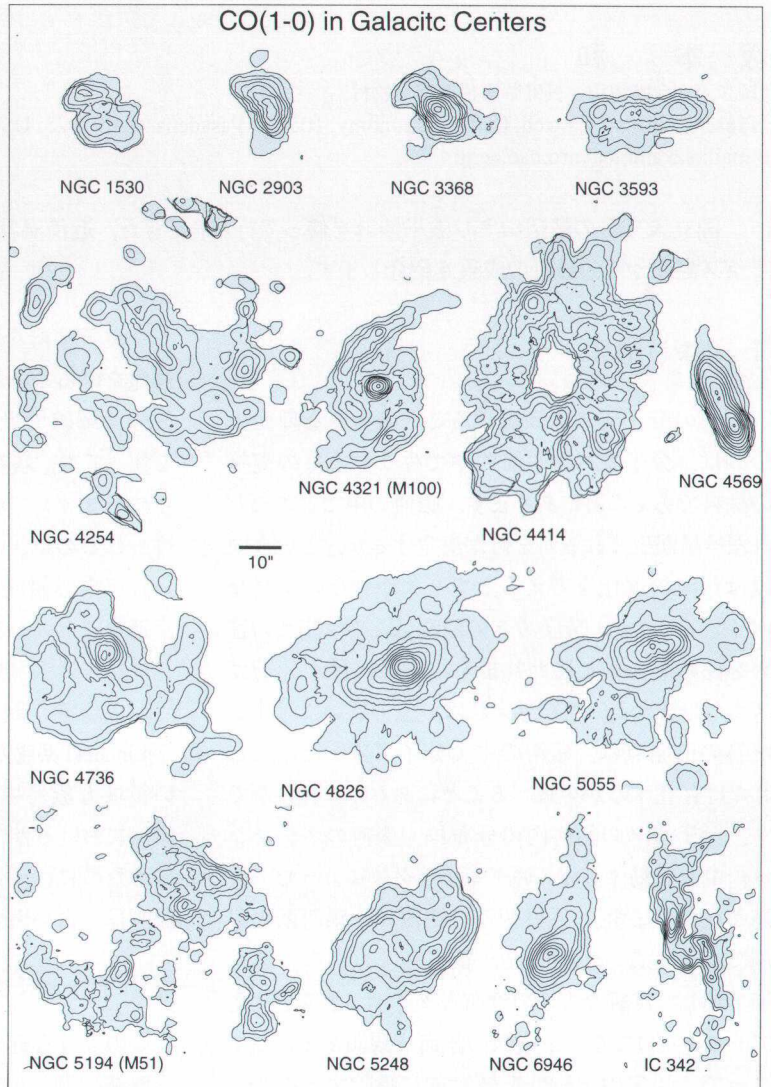 CO(1-0) in Galacitc Centers
NGC 1530
NGC 2903
NGC 3368
NGC 3593
NGC 4254
NGC 4321 (M100)
NGC 4414
NGC 4569
10"
NGC 4736
NGC 4826
NGC 5055
NGC 5194 (M51)
NGC 5248
NGC 6946
IC 342